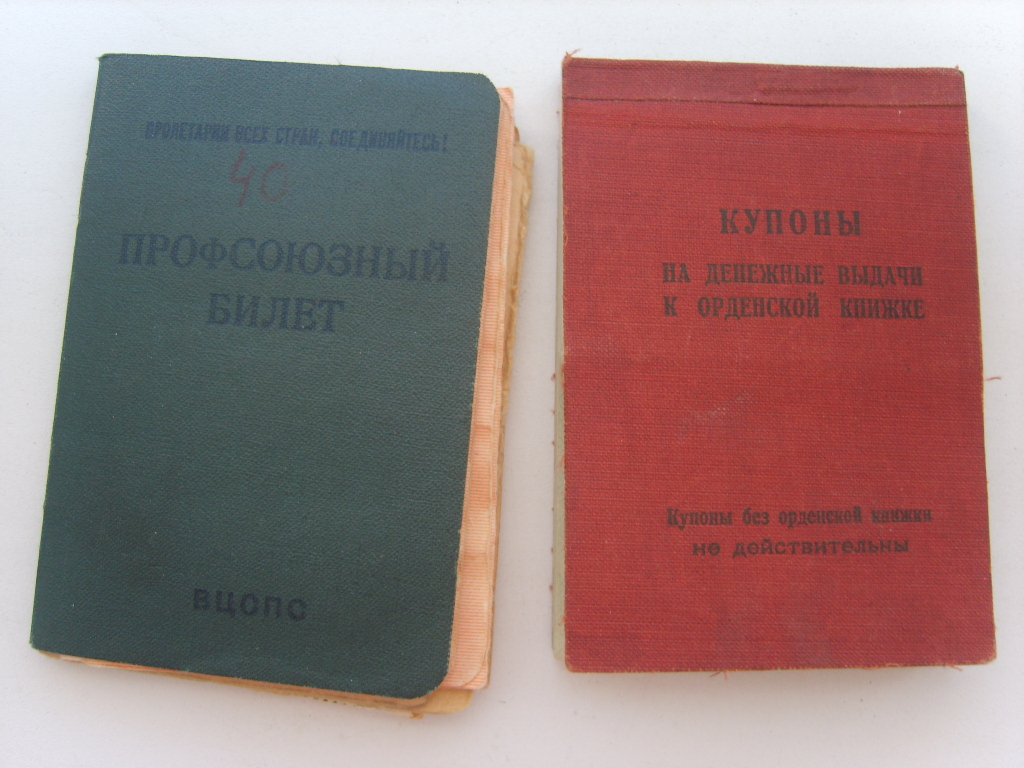 ПРОЛЕТАРИИ ВСЕХ СТРАН, СОЕДИНЯЙТЕСЬ!
40
ПРОФСОЮЗНЫЙ
БИЛЕТ
ВЦСПС
КУПОНЫ
НА ДЕНЕЖНЫЕ ВЫДАЧИ
К ОРДЕНСКОЙ КНИЖКЕ
Купоны без орденской книжки
не действительны